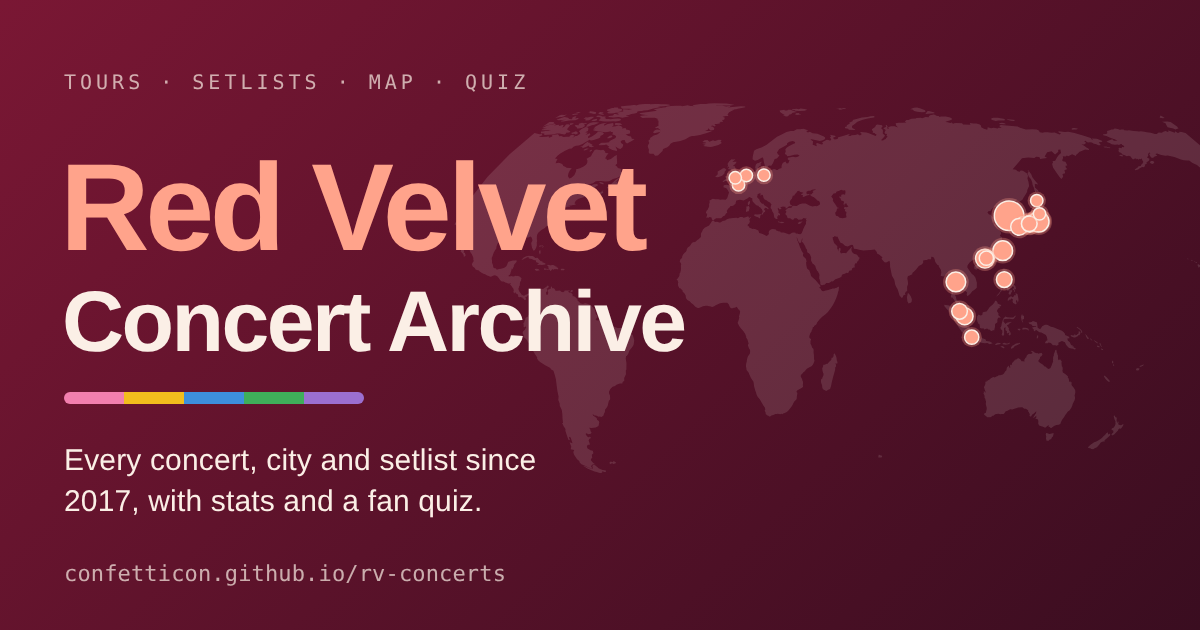 TOURS · SETLISTS · MAP · QUIZ
Red Velvet
Concert Archive
Every concert, city and setlist since
2017, with stats and a fan quiz.
confetticon.github.io/rv-concerts